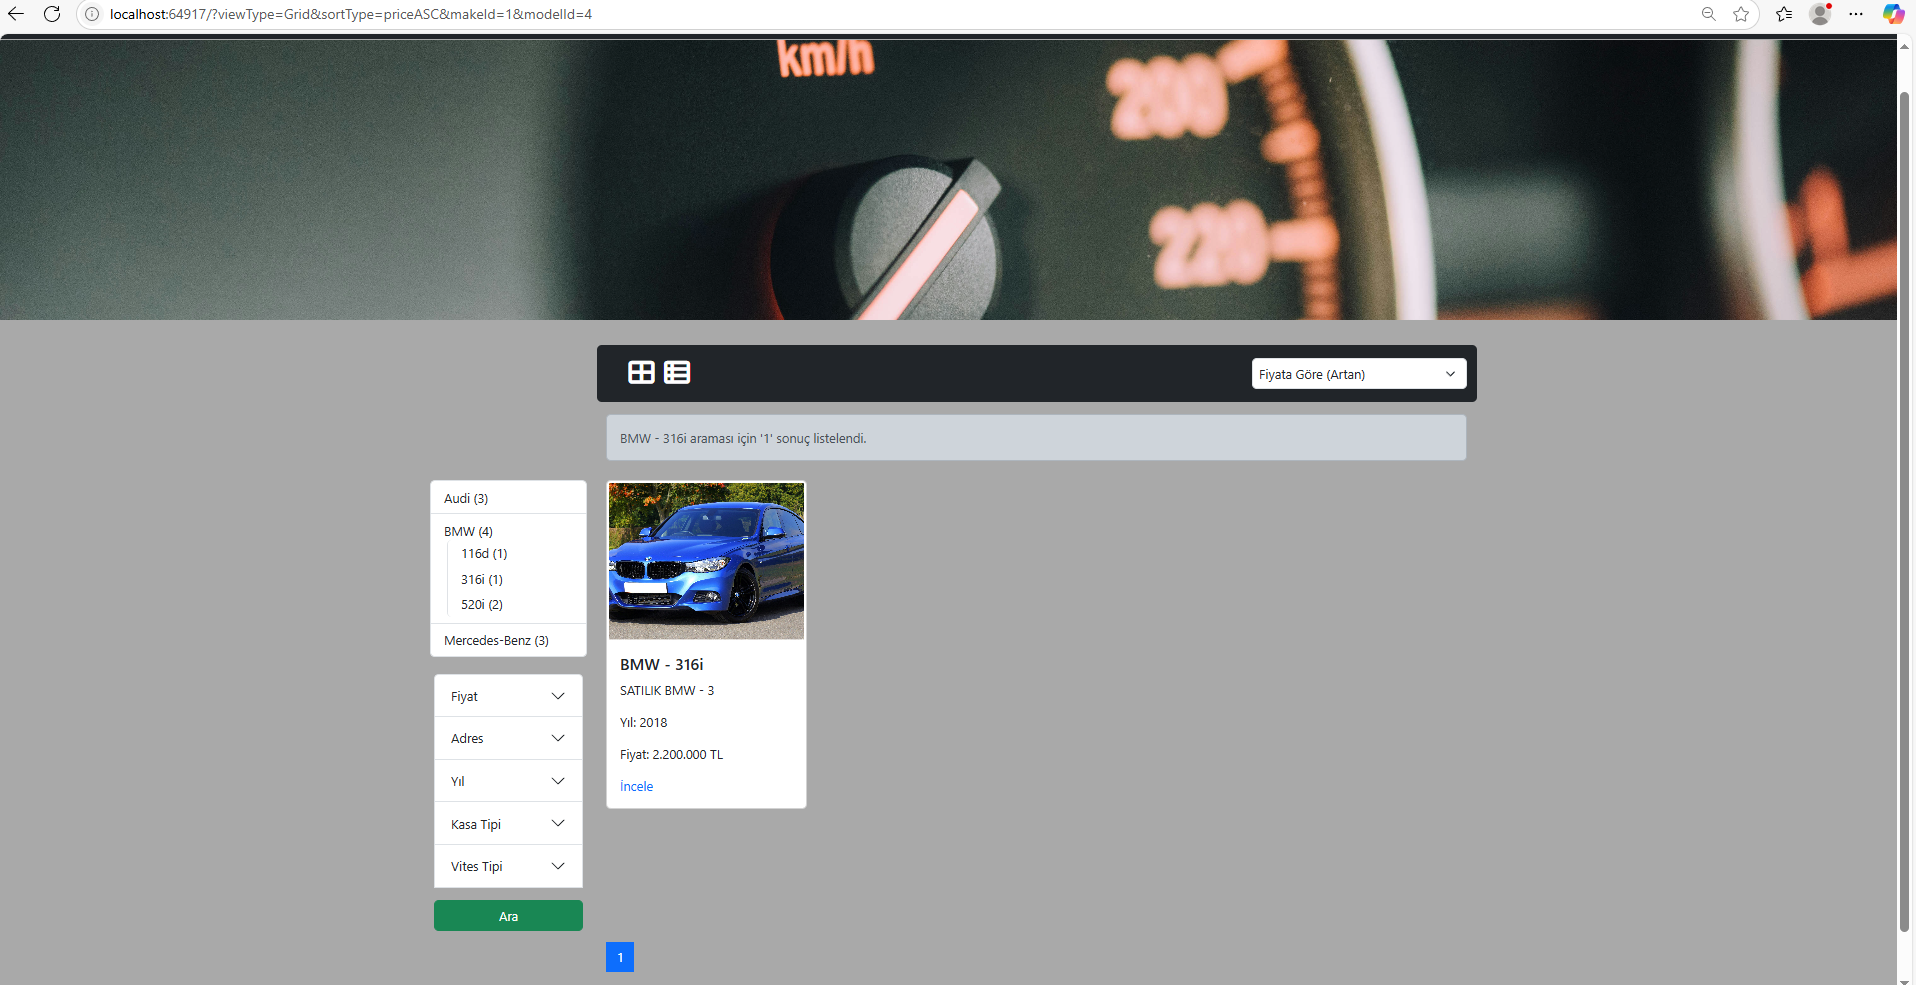 localhost:64917/?viewType=Grid&sortType=priceASC&makeId=1&modelId=4
km/h
200
220
Fiyata Göre (Artan)
BMW - 316i araması için '1' sonuç listelendi.
Audi (3)
BMW (4)
116d (1)
316i (1)
520i (2)
Mercedes-Benz (3)
Fiyat
Adres
Yıl
Kasa Tipi
Vites Tipi
Ara
BMW - 316i
SATILIK BMW - 3
Yıl: 2018
Fiyat: 2.200.000 TL
İncele
1